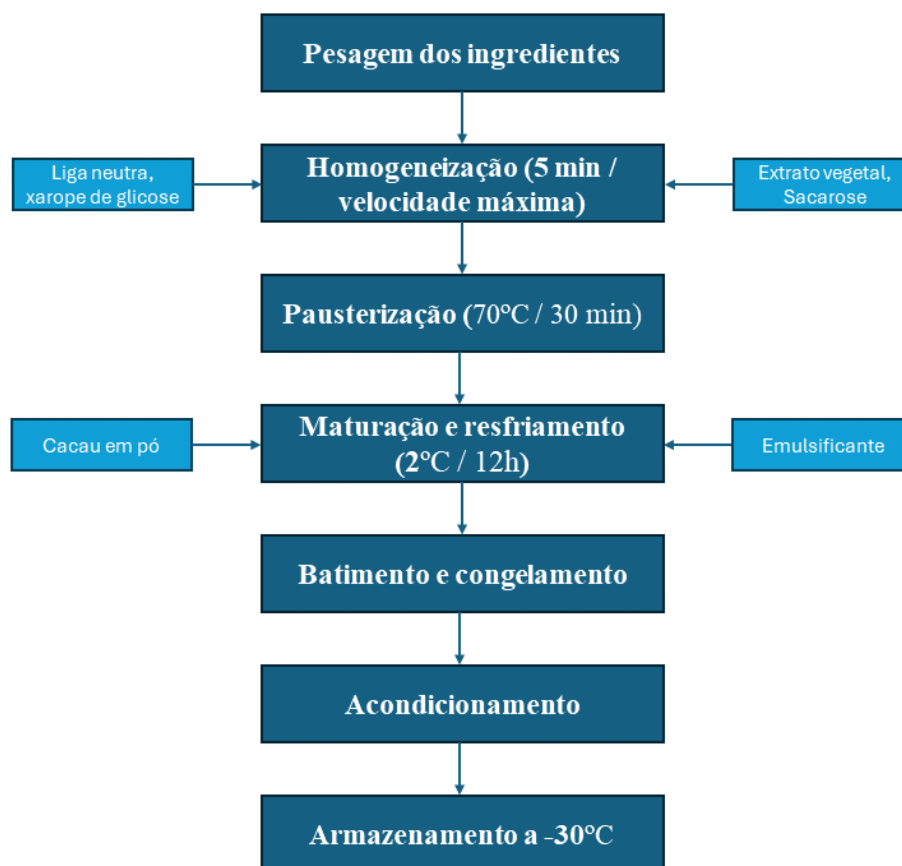 Pesagem dos ingredientes
Liga neutra,
xarope de glicose
Homogeneização (5 min /
velocidade máxima)
Extrato vegetal,
Sacarose
Pausterização (70ºC / 30 min)
Cacau em pó
Maturação e resfriamento
(2ºC / 12h)
Emulsificante
Batimento e congelamento
Acondicionamento
Armazenamento a -30ºC